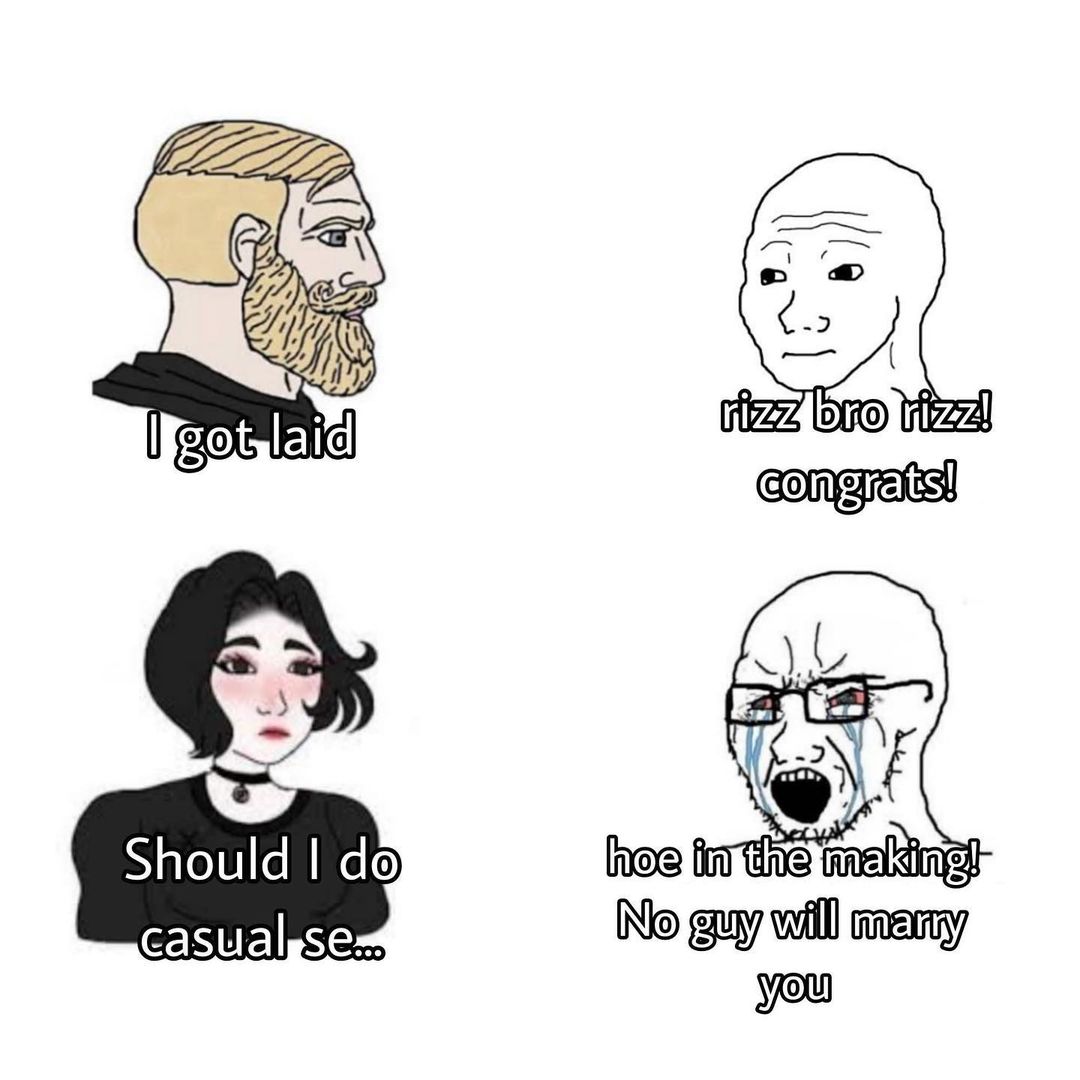 I got laid
rizz bro rizz!
congrats!
Should I do
casual se...
hoe in the making!
No guy will marry
you